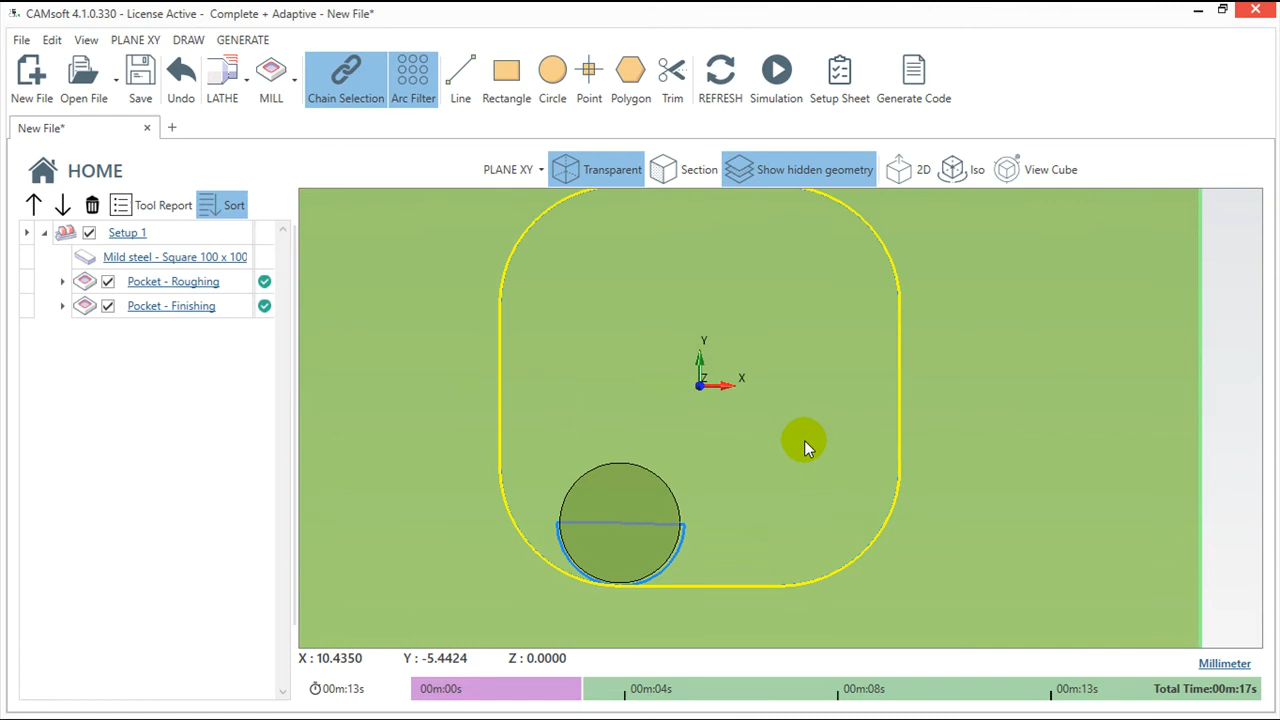 CAMsoft 4.1.0.330 - License Active - Complete + Adaptive - New File*
File Edit View PLANE XY DRAW GENERATE
New File Open File Save Undo LATHE MILL Chain Selection Arc Filter Line Rectangle Circle Point Polygon Trim REFRESH Simulation Setup Sheet Generate Code
New File*
HOME
PLANE XY Transparent Section Show hidden geometry 2D Iso View Cube
Tool Report Sort
Setup 1
Mild steel - Square 100 x 100
Pocket - Roughing
Pocket - Finishing
Y
Z X
X : 10.4350 Y : -5.4424 Z : 0.0000
Millimeter
00m:13s 00m:00s 00m:04s 00m:08s 00m:13s Total Time:00m:17s